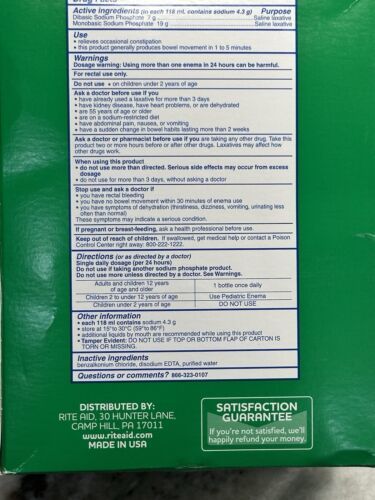 Drug Facts
Active ingredients (in each 118 mL contains sodium 4.3 g) Purpose
Dibasic Sodium Phosphate 7 g Saline laxative
Monobasic Sodium Phosphate 19 g Saline laxative
Use
• relieves occasional constipation
• this product generally produces bowel movement in 1 to 5 minutes
Warnings
Dosage warning: Using more than one enema in 24 hours can be harmful.
For rectal use only.
Do not use • on children under 2 years of age
Ask a doctor before use if you
• have already used a laxative for more than 3 days
• have kidney disease, heart problems, or are dehydrated
• are 55 years of age or older
• are on a sodium-restricted diet
• have abdominal pain, nausea, or vomiting
• have a sudden change in bowel habits lasting more than 2 weeks
Ask a doctor or pharmacist before use if you are taking any other drug. Take this
product two or more hours before or after other drugs. Laxatives may affect how
other drugs work.
When using this product
• do not use more than directed. Serious side effects may occur from excess
dosage
• do not use for more than 3 days, without asking a doctor
Stop use and ask a doctor if
• you have rectal bleeding
• you have no bowel movement within 30 minutes of enema use
• you have symptoms of dehydration (thirstiness, dizziness, vomiting, urinating less
often than normal)
These symptoms may indicate a serious condition.
If pregnant or breast-feeding, ask a health professional before use.
Keep out of reach of children. If swallowed, get medical help or contact a Poison
Control Center right away: 800-222-1222.
Directions (or as directed by a doctor)
Single daily dosage (per 24 hours)
Do not use if taking another sodium phosphate product.
Do not use more unless directed by a doctor. See Warnings.
Adults and children 12 years
of age and older 1 bottle once daily
Children 2 to under 12 years of age Use Pediatric Enema
Children under 2 years of age DO NOT USE
Other information
• each 118 ml contains sodium 4.3 g
• store at 15°to 30°C (59°to 86°F)
• additional liquids by mouth are recommended while using this product
• Tamper Evident: DO NOT USE IF TOP OR BOTTOM FLAP OF CARTON IS
TORN OR MISSING.
Inactive ingredients
benzalkonium chloride, disodium EDTA, purified water
Questions or comments? 866-323-0107
DISTRIBUTED BY:
RITE AID, 30 HUNTER LANE,
CAMP HILL, PA 17011
www.riteaid.com
MADE IN USA
SATISFACTION
GUARANTEE
If you're not satisfied, we'll
happily refund your money.